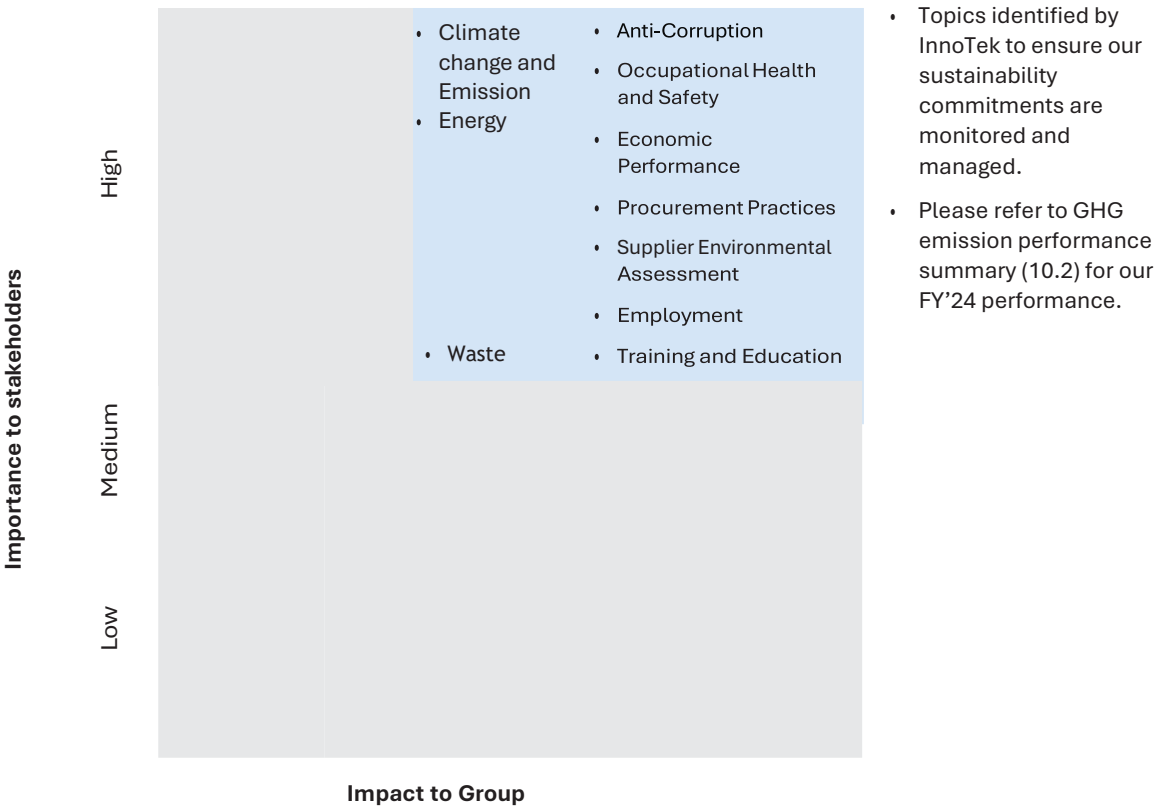 Importance to stakeholders
High
Medium
Low
• Climate
change and
Emission
• Energy
• Waste
• Anti-Corruption
• Occupational Health
and Safety
• Economic
Performance
• Procurement Practices
• Supplier Environmental
Assessment
• Employment
• Training and Education
Impact to Group
• Topics identified by
InnoTek to ensure our
sustainability
commitments are
monitored and
managed.
• Please refer to GHG
emission performance
summary (10.2) for our
FY’24 performance.